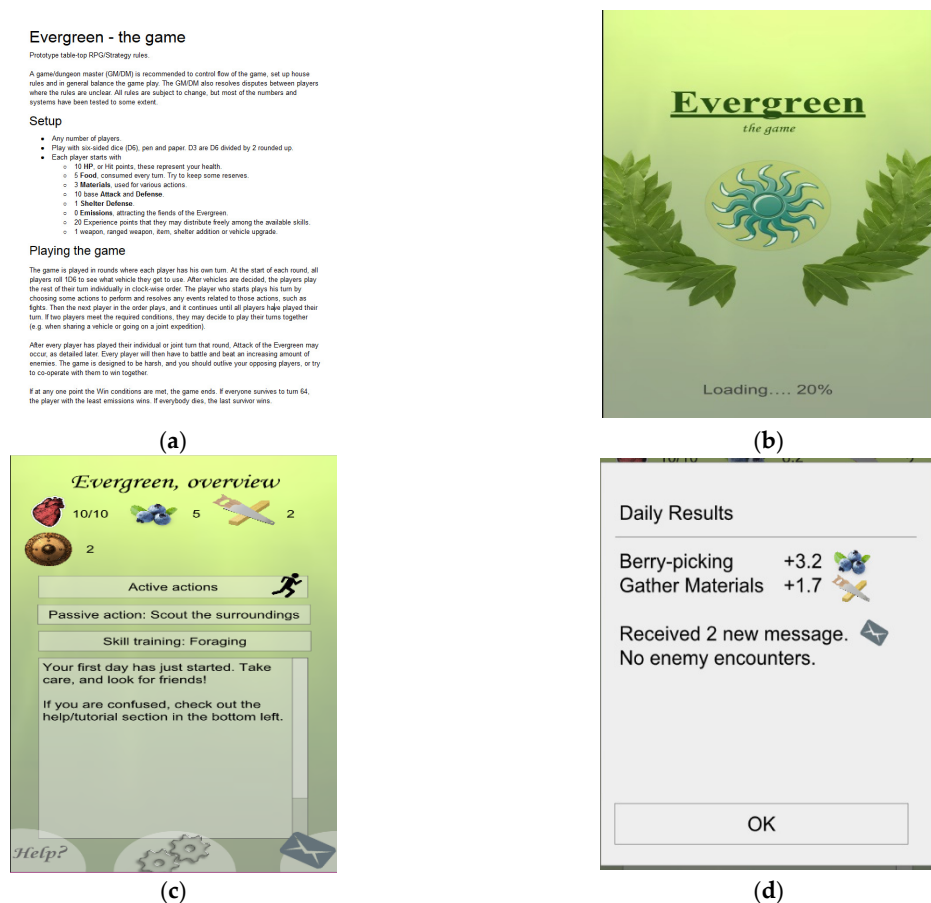 Evergreen - the game
Prototype table-top RPG/Strategy rules.
A game/dungeon master (GM/DM) is recommended to control flow of the game, set up house
rules and in general balance the game play. The GM/DM also resolves disputes between players
where the rules are unclear. All rules are subject to change, but most of the numbers and
systems have been tested to some extent.
Setup
● Any number of players.
● Play with six-sided dice (D6), pen and paper. D3 are D6 divided by 2 rounded up.
● Each player starts with
○ 10 HP, or Hit points, these represent your health.
○ 5 Food, consumed every turn. Try to keep some reserves.
○ 3 Materials, used for various actions.
○ 10 base Attack and Defense.
○ 1 Shelter Defense.
○ 0 Emissions, attracting the fiends of the Evergreen.
○ 20 Experience points that they may distribute freely among the available skills.
○ 1 weapon, ranged weapon, item, shelter addition or vehicle upgrade.
Playing the game
The game is played in rounds where each player has his own turn. At the start of each round, all
players roll 1D6 to see what vehicle they get to use. After vehicles are decided, the players play
the rest of their turn individually in clock-wise order. The player who starts plays his turn by
choosing some actions to perform and resolves any events related to those actions, such as
fights. Then the next player in the order plays, and it continues until all players have played their
turn. If two players meet the required conditions, they may decide to play their turns together
(e.g. when sharing a vehicle or going on a joint expedition).
After every player has played their individual or joint turn that round, Attack of the Evergreen may
occur, as detailed later. Every player will then have to battle and beat an increasing amount of
enemies. The game is designed to be harsh, and you should outlive your opposing players, or try
to co-operate with them to win together.
If at any one point the Win conditions are met, the game ends. If everyone survives to turn 64,
the player with the least emissions wins. If everybody dies, the last survivor wins.
(a)
Evergreen
the game
Loading.... 20%
(b)
Evergreen, overview
10/10 5 2
2
Active actions
Passive action: Scout the surroundings
Skill training: Foraging
Your first day has just started. Take
care, and look for friends!
If you are confused, check out the
help/tutorial section in the bottom left.
Help?
(c)
Daily Results
Berry-picking +3.2
Gather Materials +1.7
Received 2 new message.
No enemy encounters.
OK
(d)